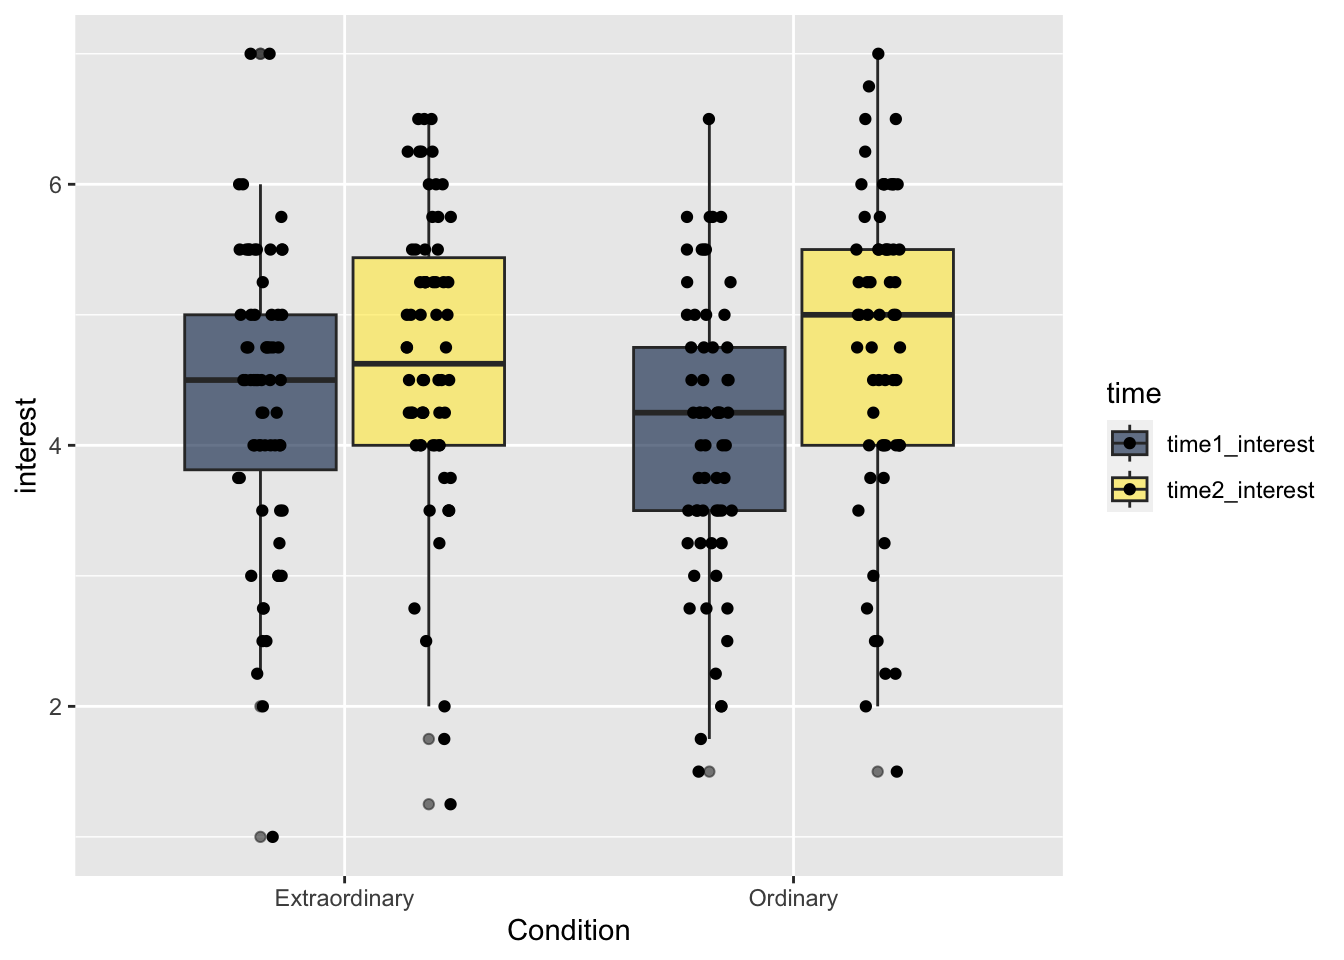 interest
6
4
2
Extraordinary
Ordinary
Condition
time
time1_interest
time2_interest